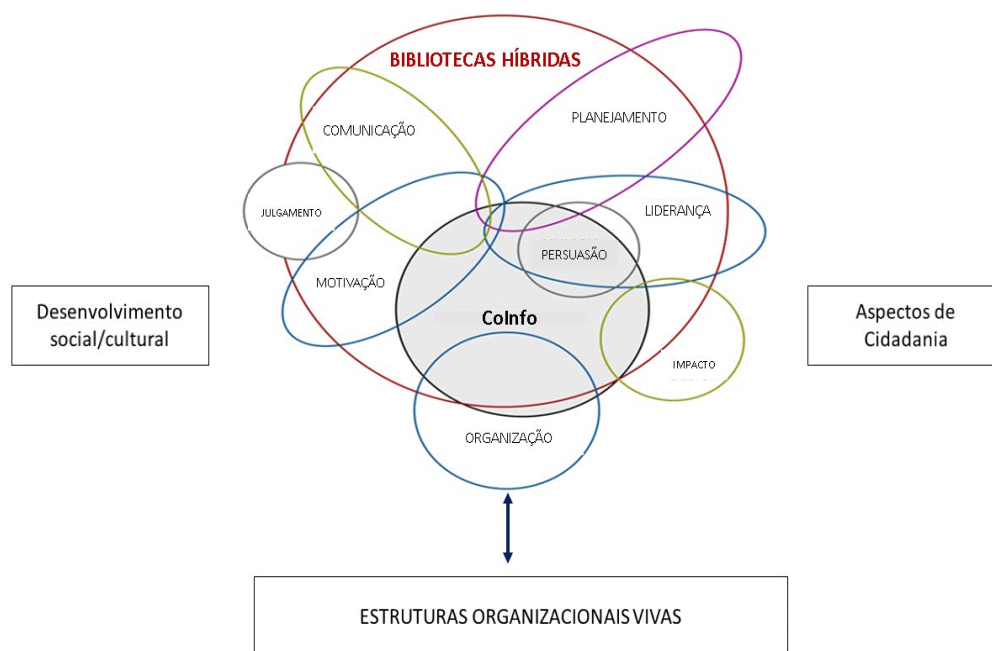 BIBLIOTECAS HÍBRIDAS
PLANEJAMENTO
COMUNICAÇÃO
JULGAMENTO
LIDERANÇA
PERSUASÃO
MOTIVAÇÃO
Desenvolvimento
social/cultural
CoInfo
Aspectos de
Cidadania
IMPACTO
ORGANIZAÇÃO
ESTRUTURAS ORGANIZACIONAIS VIVAS